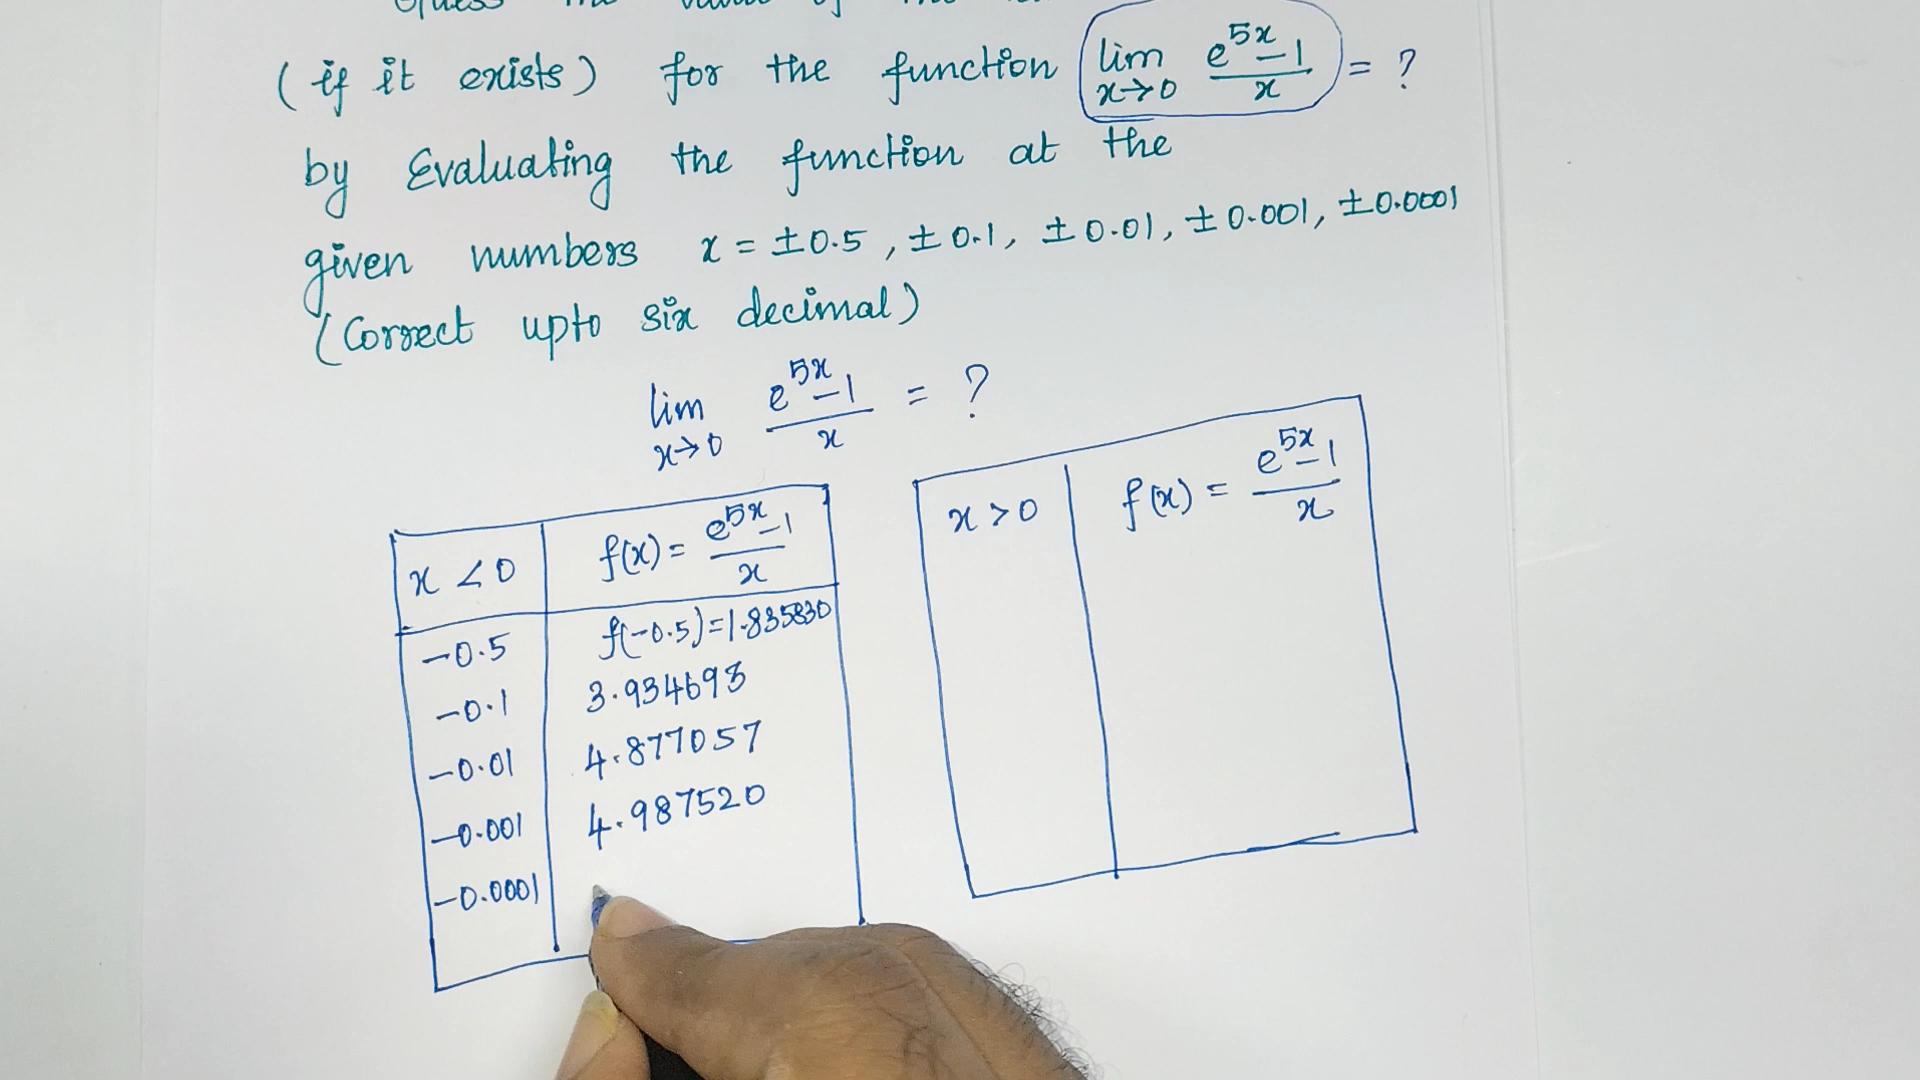 (if it exists) for the function lim x→0 e^5x-1/x = ?
by Evaluating the function at the
given numbers x = ±0.5, ±0.1, ±0.01, ±0.001, ±0.0001
(Correct upto six decimal)
lim x→0 e^5x-1/x = ?
x<0 f(x) = e^5x-1/x
-0.5 f(-0.5)=1.835830
-0.1 3.934693
-0.01 4.877057
-0.001 4.987520
-0.0001
x>0 f(x) = e^5x-1/x